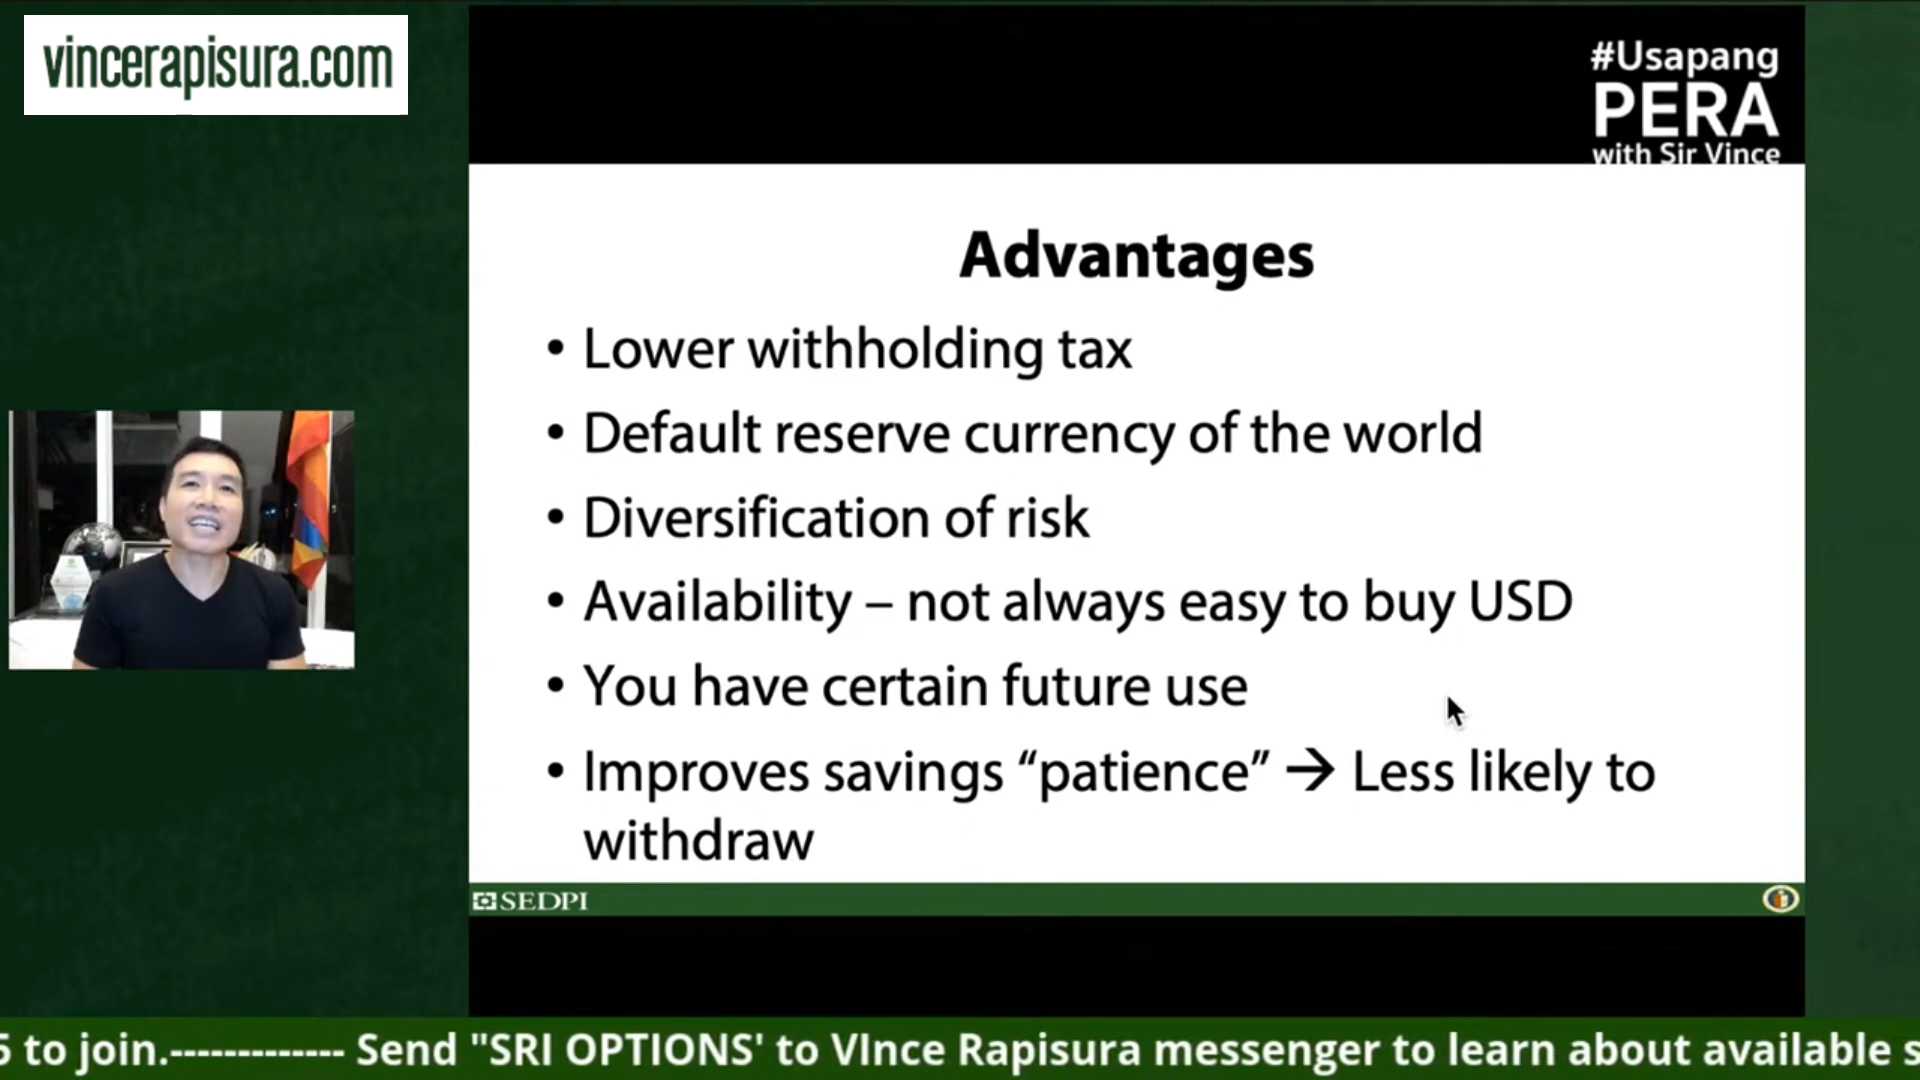 vincerapisura.com
#Usapang
PERA
with Sir Vince
Advantages
• Lower withholding tax
• Default reserve currency of the world
• Diversification of risk
• Availability – not always easy to buy USD
• You have certain future use
• Improves savings “patience” → Less likely to
withdraw
SEDPI
5 to join.------------- Send "SRI OPTIONS' to VInce Rapisura messenger to learn about available s